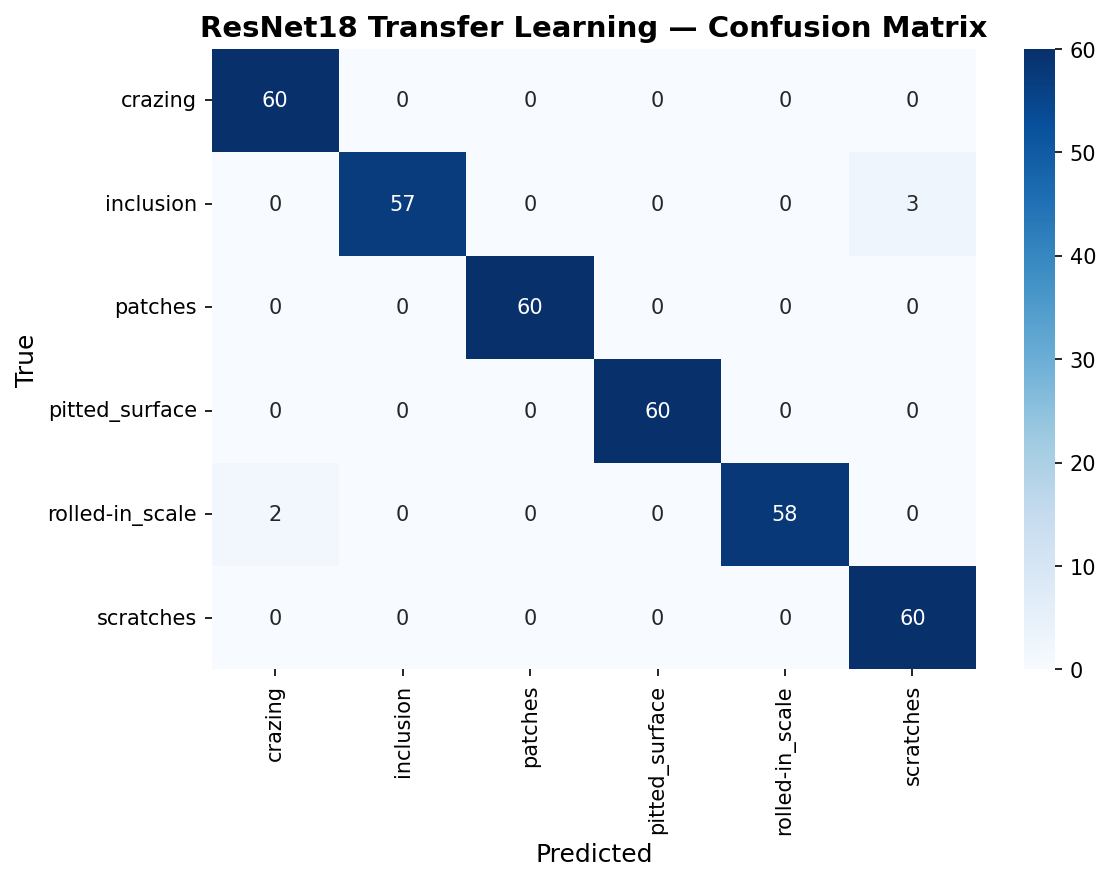 ResNet18 Transfer Learning — Confusion Matrix
True
crazing 60 0 0 0 0 0
inclusion 0 57 0 0 0 3
patches 0 0 60 0 0 0
pitted_surface 0 0 0 60 0 0
rolled-in_scale 2 0 0 0 58 0
scratches 0 0 0 0 0 60
crazing inclusion patches pitted_surface rolled-in_scale scratches
Predicted
60
50
40
30
20
10
0